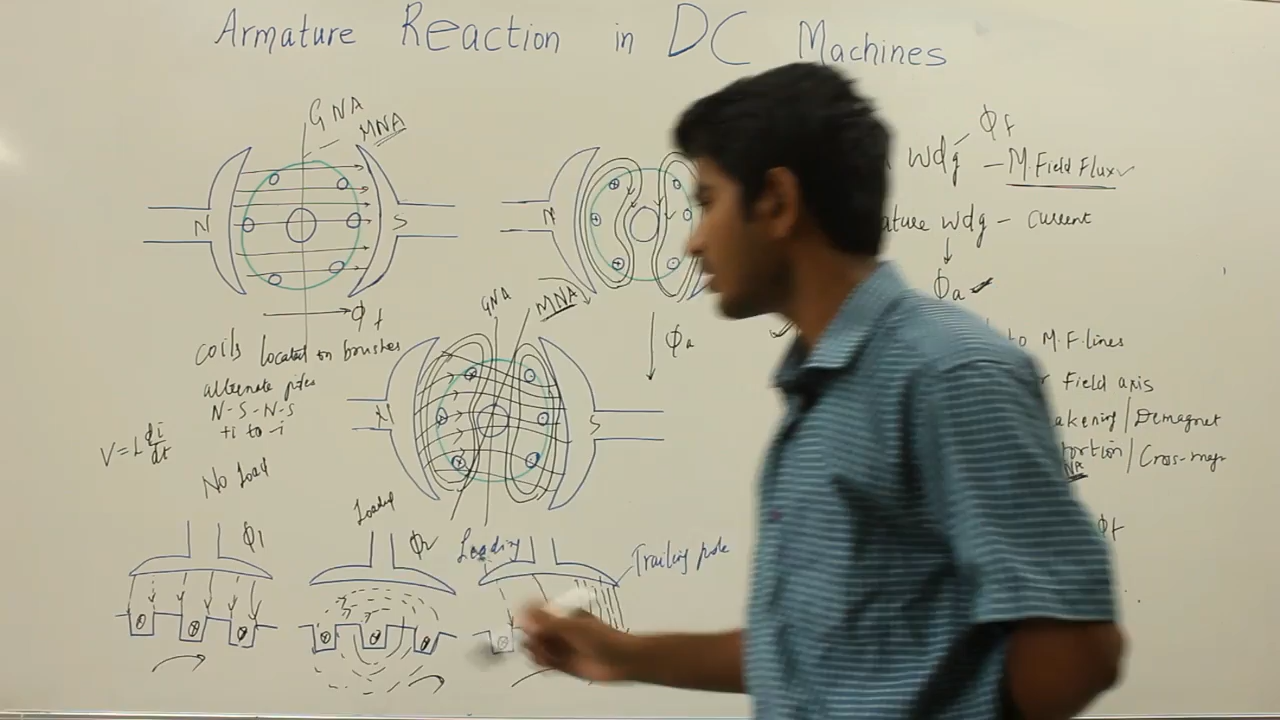 Armature Reaction in DC Machines
GNA
MNA
N
S
Φf
coils located on brushes
alternate poles
N-S-N-S
+i to -i
V = L di/dt
No Load
N
Φa
GNA
MNA
N
S
Φf
wdg - M. Field Flux
ature wdg - Current
Φa
to M.F. lines
r Field axis
akening / Demagnet
tortion / Cross-mag
NA
Φf
Φ1
Loaded
Φ2
Leading
Trailing pole